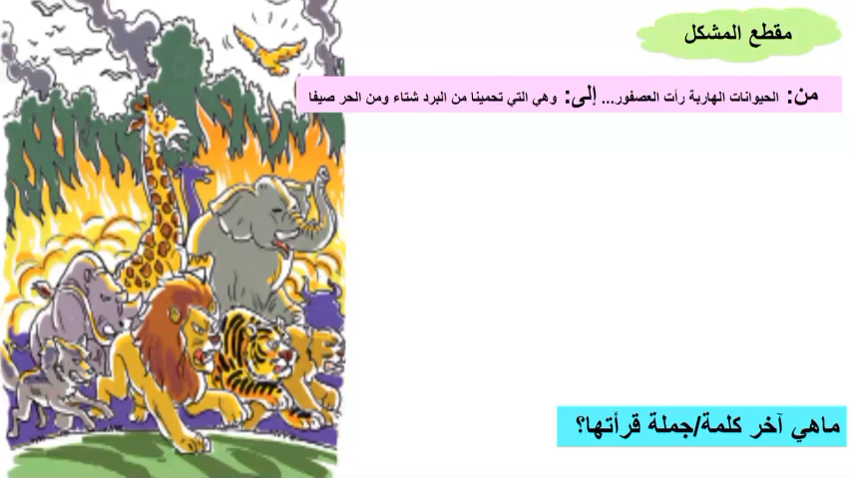 مقطع المشكل
من: الحيوانات الهاربة رأت العصفور... إلى: وهي التي تحمينا من البرد شتاء ومن الحر صيفا
ماهي آخر كلمة/جملة قرأتها؟